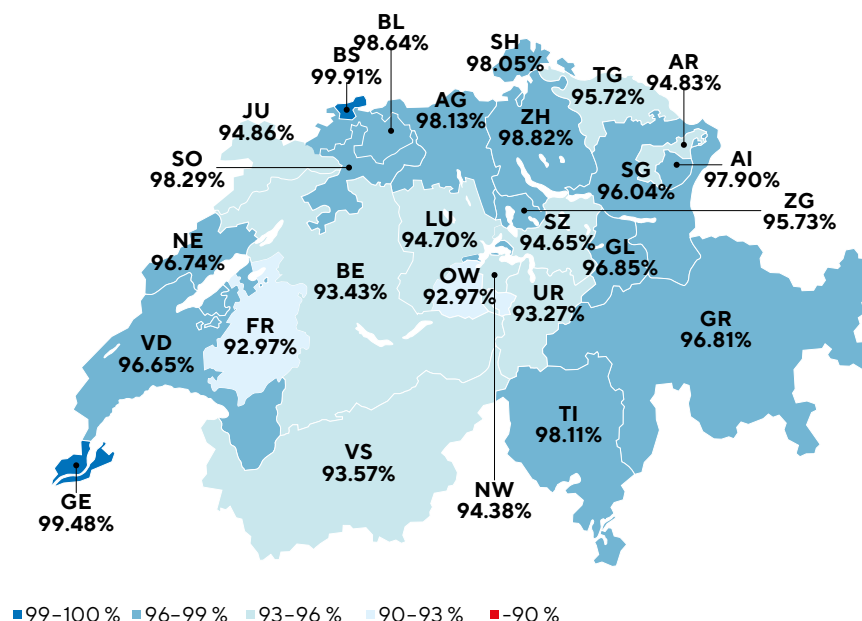 BL
98.64%
BS
99.91%
SH
98.05%
AR
94.83%
TG
95.72%
JU
94.86%
AG
98.13%
ZH
98.82%
SO
98.29%
SG
96.04%
AI
97.90%
ZG
95.73%
LU
94.70%
SZ
94.65%
NE
96.74%
BE
93.43%
OW
92.97%
GL
96.85%
UR
93.27%
FR
92.97%
GR
96.81%
VD
96.65%
TI
98.11%
VS
93.57%
NW
94.38%
GE
99.48%
99–100 % 96–99 % 93–96 % 90–93 % -90 %